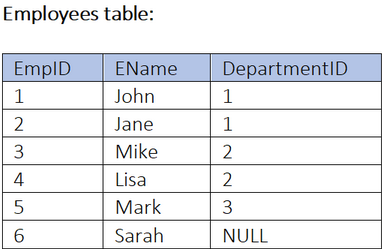 Employees table:
EmpID EName DepartmentID
1 John 1
2 Jane 1
3 Mike 2
4 Lisa 2
5 Mark 3
6 Sarah NULL